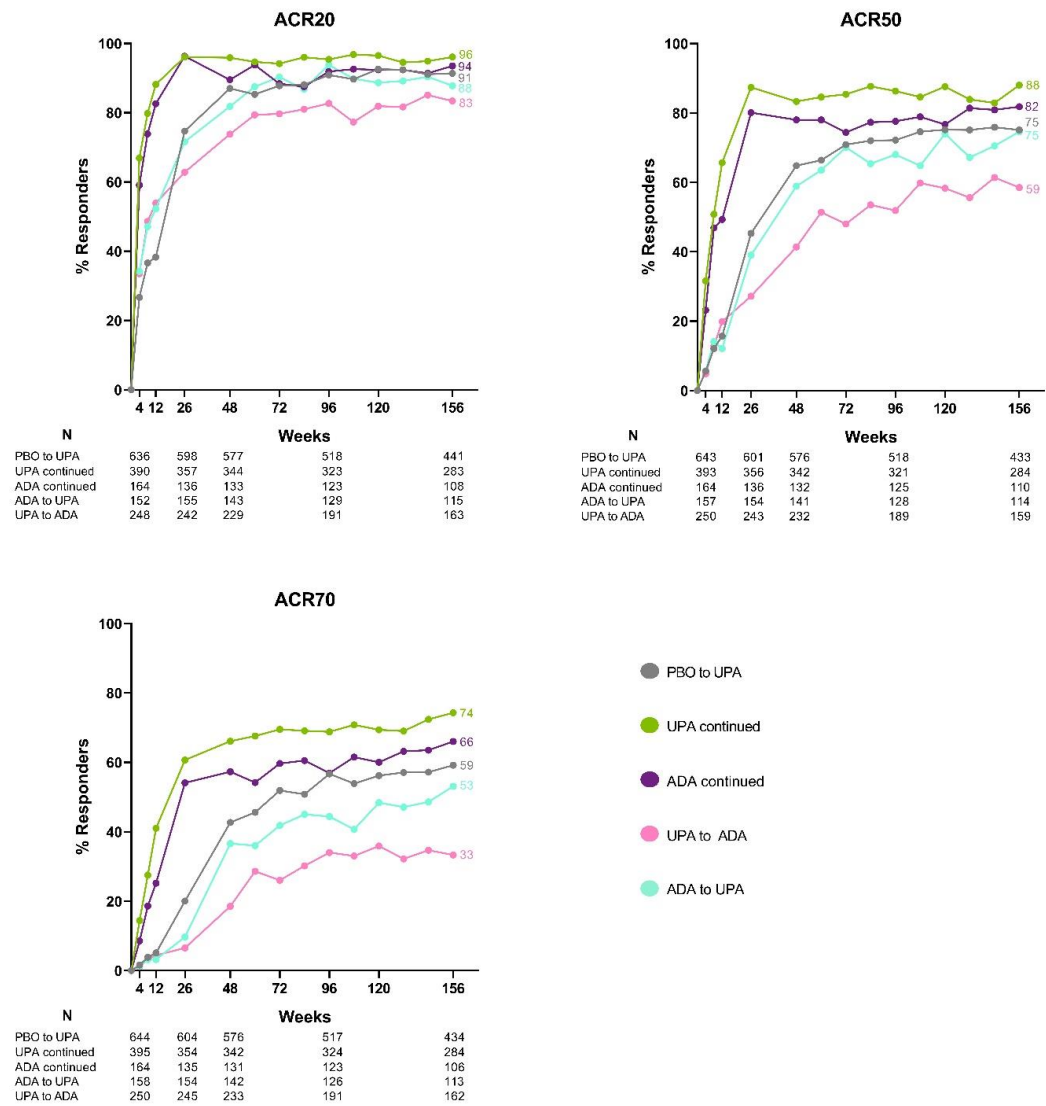 ACR20
% Responders
100
80
60
40
20
0
96
94
91
88
83
4 12 26 48 72 96 120 156
N Weeks
PBO to UPA 636 598 577 518 441
UPA continued 390 357 344 323 283
ADA continued 164 136 133 123 108
ADA to UPA 152 155 143 129 115
UPA to ADA 248 242 229 191 163
ACR50
% Responders
100
80
60
40
20
0
88
82
75
75
59
4 12 26 48 72 96 120 156
N Weeks
PBO to UPA 643 601 576 518 433
UPA continued 393 356 342 321 284
ADA continued 164 136 132 125 110
ADA to UPA 157 154 141 128 114
UPA to ADA 250 243 232 189 159
ACR70
% Responders
100
80
60
40
20
0
74
66
59
53
33
4 12 26 48 72 96 120 156
N Weeks
PBO to UPA 644 604 576 517 434
UPA continued 395 354 342 324 284
ADA continued 164 135 131 123 106
ADA to UPA 158 154 142 126 113
UPA to ADA 250 245 233 191 162
PBO to UPA
UPA continued
ADA continued
UPA to ADA
ADA to UPA